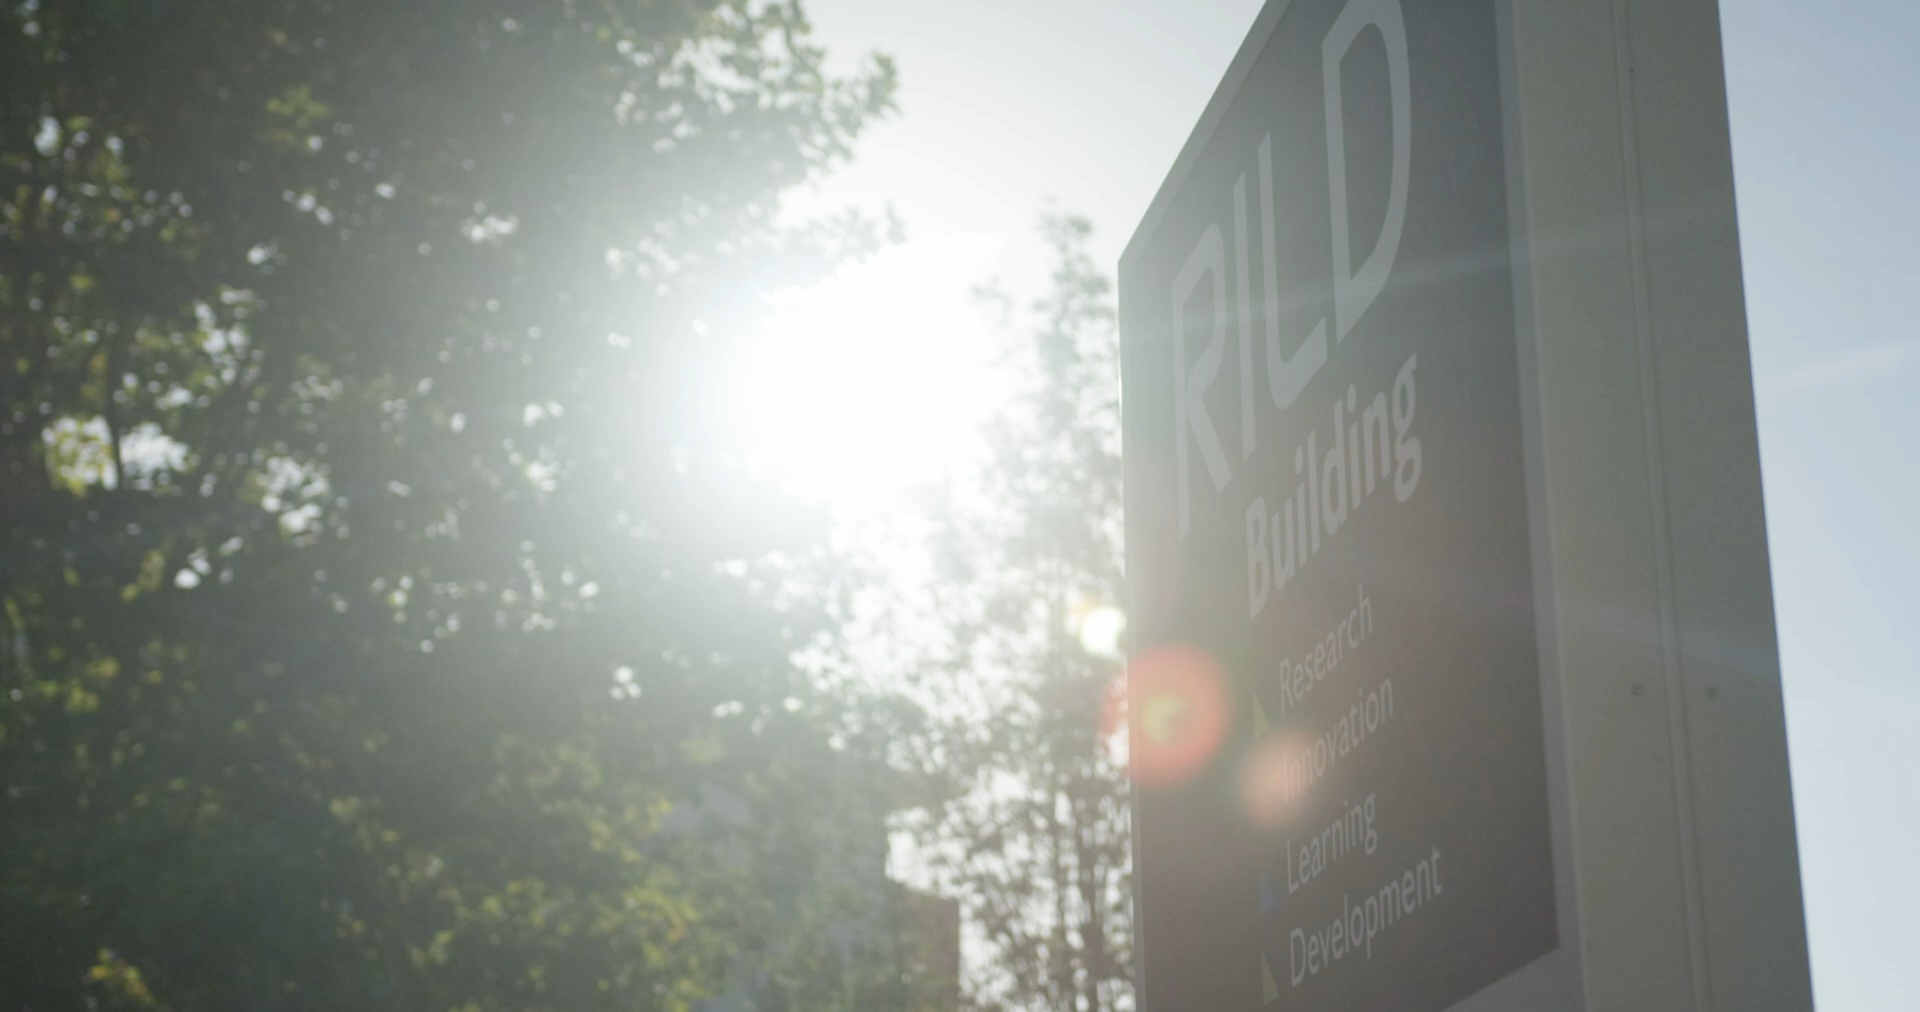 RILD
Building
Research
Innovation
Learning
Development